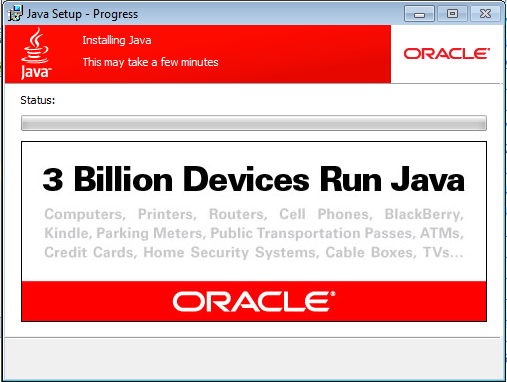 Java Setup - Progress
Installing Java
This may take a few minutes
Java™
ORACLE®
Status:
3 Billion Devices Run Java
Computers, Printers, Routers, Cell Phones, BlackBerry,
Kindle, Parking Meters, Public Transportation Passes, ATMs,
Credit Cards, Home Security Systems, Cable Boxes, TVs...
ORACLE®